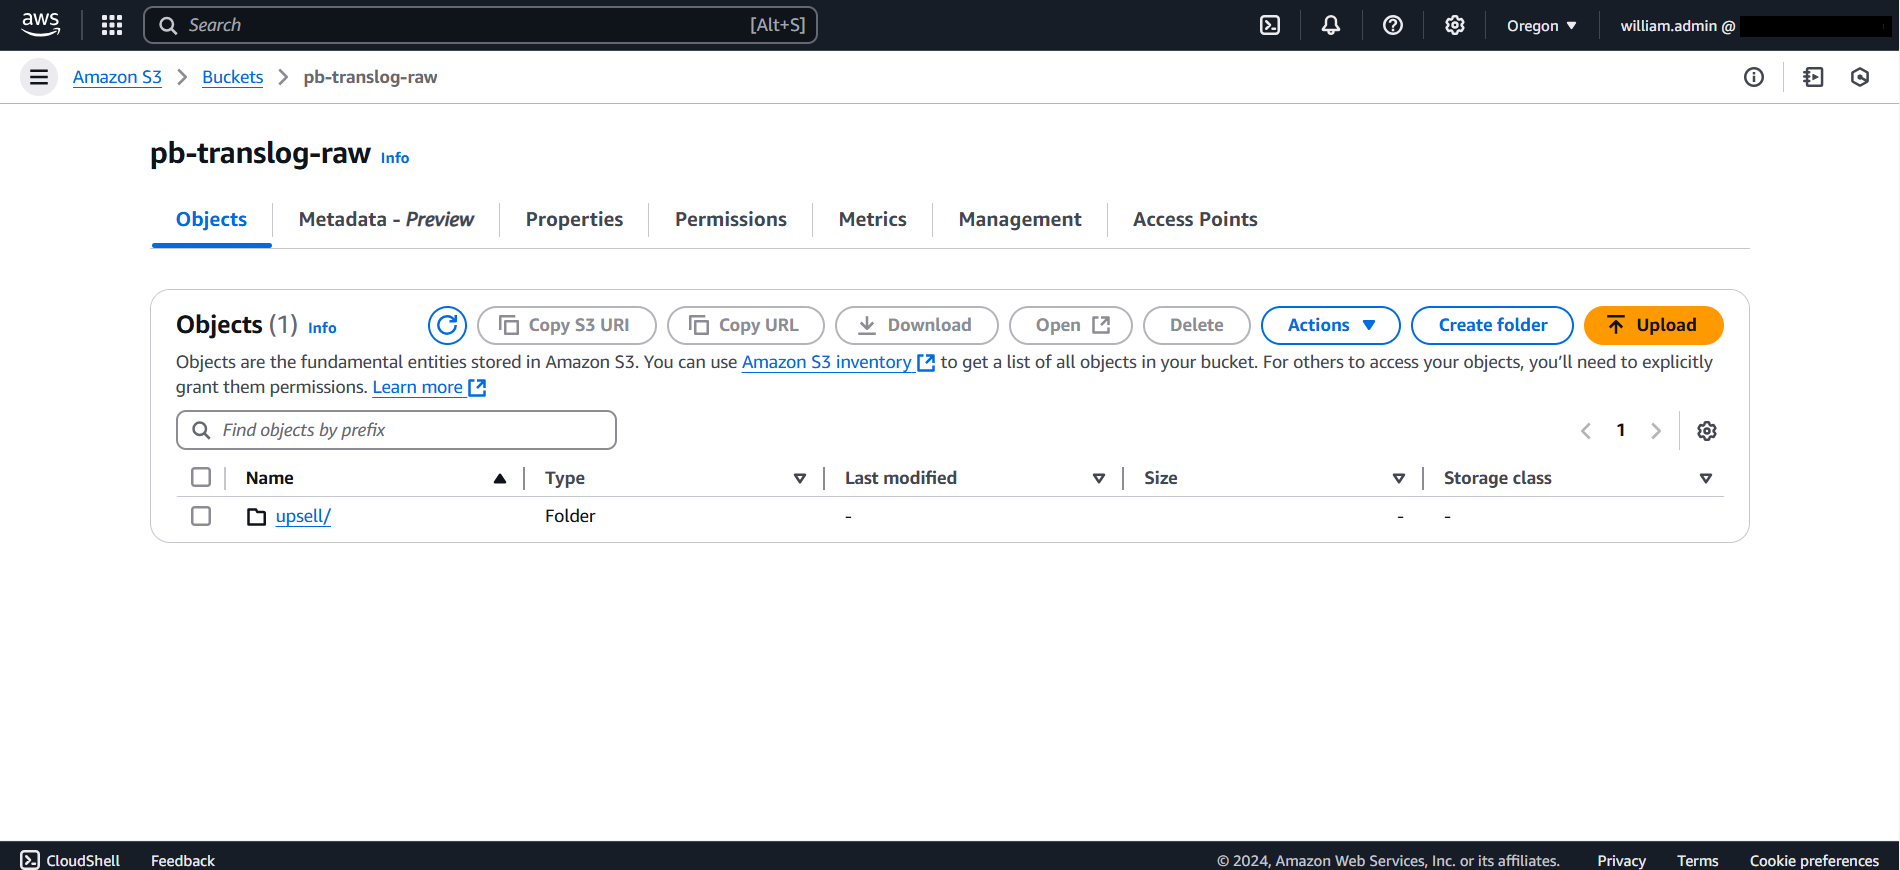 aws Search [Alt+S] Oregon william.admin @
Amazon S3 > Buckets > pb-translog-raw
pb-translog-raw Info
Objects Metadata - Preview Properties Permissions Metrics Management Access Points
Objects (1) Info Copy S3 URI Copy URL Download Open Delete Actions Create folder Upload
Objects are the fundamental entities stored in Amazon S3. You can use Amazon S3 inventory to get a list of all objects in your bucket. For others to access your objects, you’ll need to explicitly
grant them permissions. Learn more
Find objects by prefix 1
Name Type Last modified Size Storage class
upsell/ Folder - - -
CloudShell Feedback © 2024, Amazon Web Services, Inc. or its affiliates. Privacy Terms Cookie preferences